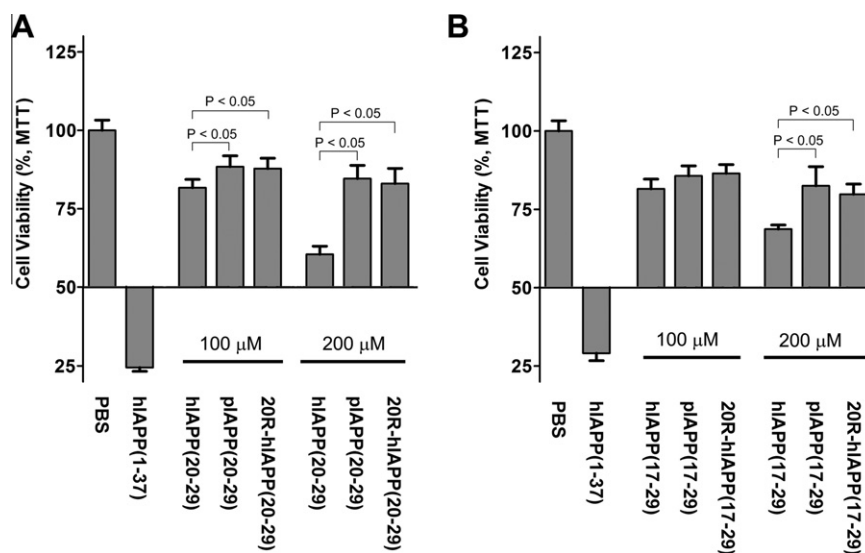 A
Cell Viability (%, MTT)
125
100
75
50
25
P < 0.05
P < 0.05
P < 0.05
P < 0.05
100 μM
200 μM
PBS
hIAPP(1-37)
hIAPP(20-29)
pIAPP(20-29)
20R-hIAPP(20-29)
hIAPP(20-29)
pIAPP(20-29)
20R-hIAPP(20-29)
B
Cell Viability (%, MTT)
125
100
75
50
25
P < 0.05
P < 0.05
100 μM
200 μM
PBS
hIAPP(1-37)
hIAPP(17-29)
pIAPP(17-29)
20R-hIAPP(17-29)
hIAPP(17-29)
pIAPP(17-29)
20R-hIAPP(17-29)